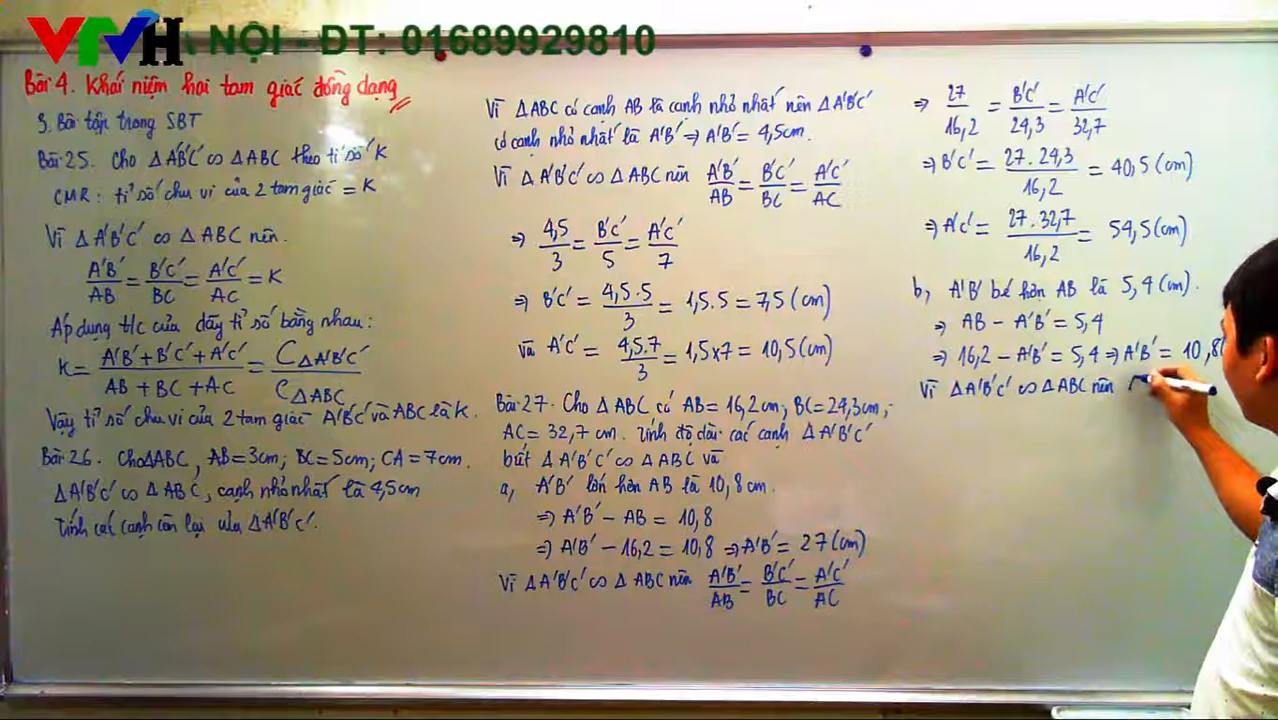 VTVH À NỘI - ĐT: 01689929810
Bài 4. Khái niệm hai tam giác đồng dạng
3. Bài tập trong SBT
Bài 25. Cho ΔA'B'C' ∽ ΔABC theo tỉ số K
CMR: tỉ số chu vi của 2 tam giác = K
Vì ΔA'B'C' ∽ ΔABC nên.
A'B'/AB = B'C'/BC = A'C'/AC = K
Áp dụng t/c của dãy tỉ số bằng nhau:
K = (A'B' + B'C' + A'C')/(AB + BC + AC) = CΔA'B'C'/CΔABC
Vậy tỉ số chu vi của 2 tam giác A'B'C' và ABC là K.
Bài 26. Cho ΔABC, AB = 3cm; BC = 5cm; CA = 7cm.
ΔA'B'C' ∽ ΔABC, cạnh nhỏ nhất là 4,5cm
Tính các cạnh còn lại của ΔA'B'C'.
Vì ΔABC có cạnh AB là cạnh nhỏ nhất nên ΔA'B'C'
có cạnh nhỏ nhất là A'B' ⇒ A'B' = 4,5cm.
Vì ΔA'B'C' ∽ ΔABC nên A'B'/AB = B'C'/BC = A'C'/AC
⇒ 4,5/3 = B'C'/5 = A'C'/7
⇒ B'C' = 4,5.5/3 = 1,5.5 = 7,5 (cm)
và A'C' = 4,5.7/3 = 1,5x7 = 10,5 (cm)
Bài 27. Cho ΔABC có AB = 16,2cm; BC = 24,3cm;
AC = 32,7 cm. Tính độ dài các cạnh ΔA'B'C'
biết ΔA'B'C' ∽ ΔABC và
a, A'B' lớn hơn AB là 10,8 cm.
⇒ A'B' - AB = 10,8
⇒ A'B' - 16,2 = 10,8 ⇒ A'B' = 27 (cm)
Vì ΔA'B'C' ∽ ΔABC nên A'B'/AB = B'C'/BC = A'C'/AC
⇒ 27/16,2 = B'C'/24,3 = A'C'/32,7
⇒ B'C' = 27.24,3/16,2 = 40,5 (cm)
⇒ A'C' = 27.32,7/16,2 = 54,5 (cm)
b, A'B' bé hơn AB là 5,4 (cm).
⇒ AB - A'B' = 5,4
⇒ 16,2 - A'B' = 5,4 ⇒ A'B' = 10,8(
Vì ΔA'B'C' ∽ ΔABC nên